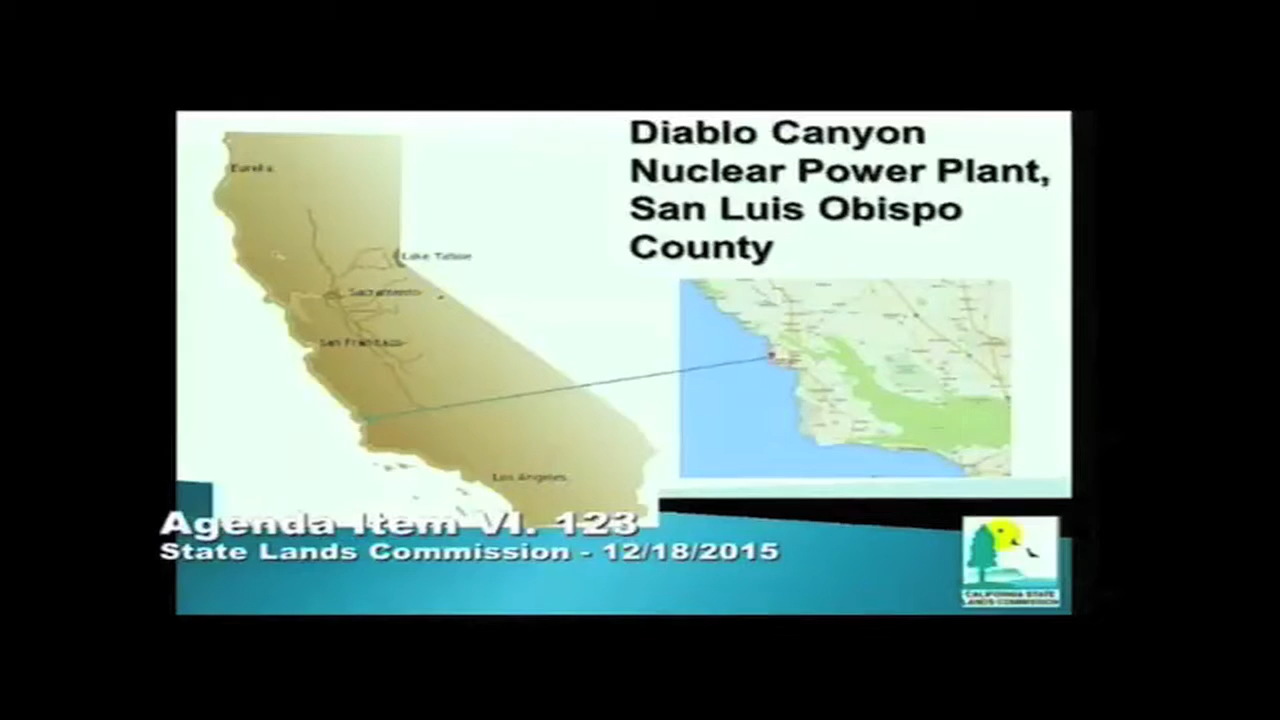 Diablo Canyon
Nuclear Power Plant,
San Luis Obispo
County
Eureka
Lake Tahoe
Sacramento
San Francisco
Los Angeles
Agenda Item VI. 123
State Lands Commission - 12/18/2015
CALIFORNIA STATE
LANDS COMMISSION